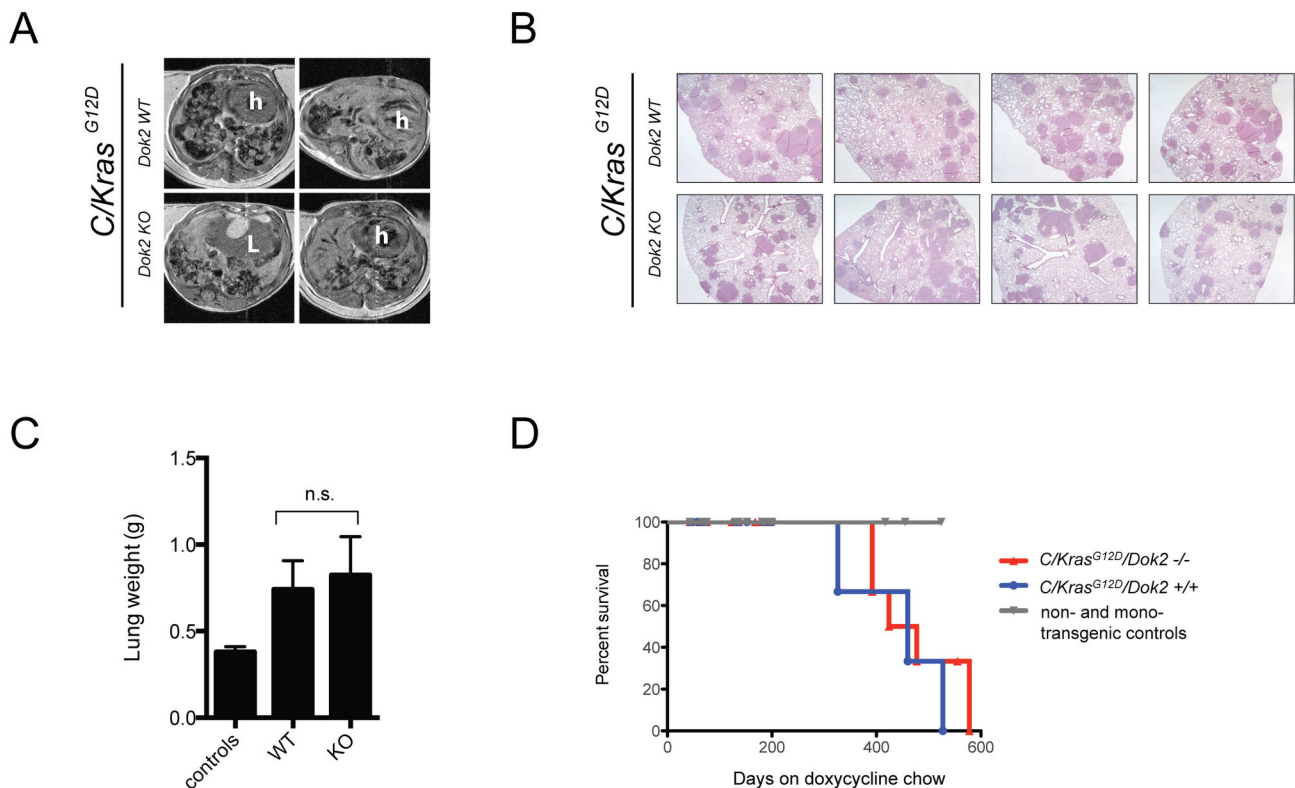 A
C/Kras G12D
Dok2 WT
Dok2 KO
h
h
L
h
B
C/Kras G12D
Dok2 WT
Dok2 KO
C
Lung weight (g)
1.5
1.0
0.5
0.0
n.s.
controls
WT
KO
D
Percent survival
100
80
60
40
20
0
0
200
400
600
Days on doxycycline chow
C/KrasG12D/Dok2 -/-
C/KrasG12D/Dok2 +/+
non- and mono-
transgenic controls